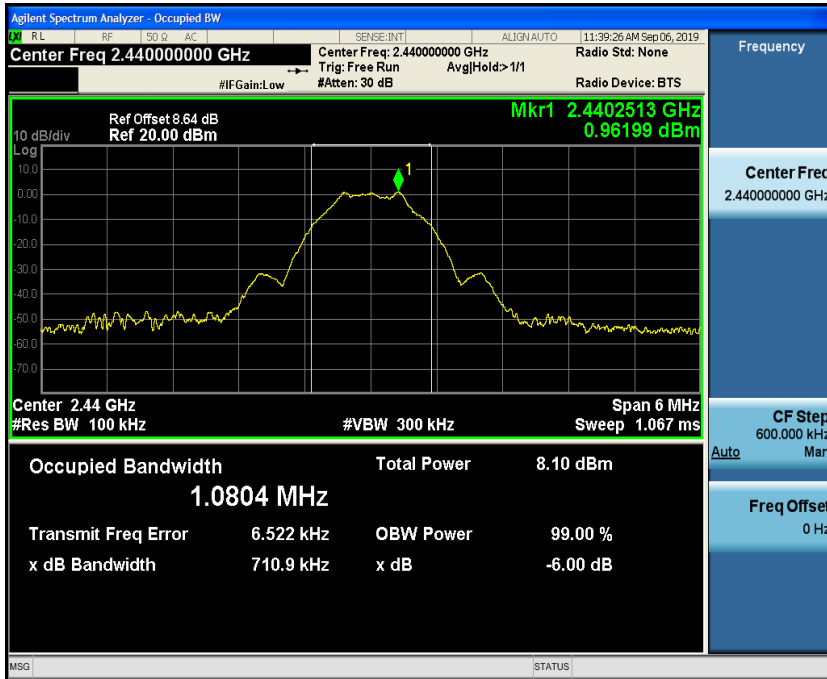 Agilent Spectrum Analyzer - Occupied BW
LXI RL RF 50 Ω AC SENSE:INT ALIGN AUTO 11:39:26 AM Sep 06, 2019
Center Freq 2.440000000 GHz
Center Freq: 2.440000000 GHz
Radio Std: None
Trig: Free Run Avg|Hold:> 1/1
#IFGain:Low
#Atten: 30 dB
Radio Device: BTS
Ref Offset 8.64 dB
Mkr1 2.4402513 GHz
10 dB/div
Ref 20.00 dBm
0.96199 dBm
Log
10.0
1
0.00
-10.0
-20.0
-30.0
-40.0
-50.0
-60.0
-70.0
Center 2.44 GHz
Span 6 MHz
#Res BW 100 kHz
#VBW 300 kHz
Sweep 1.067 ms
Occupied Bandwidth
Total Power 8.10 dBm
1.0804 MHz
Transmit Freq Error 6.522 kHz
OBW Power 99.00 %
x dB Bandwidth 710.9 kHz
x dB -6.00 dB
Frequency
Center Freq
2.440000000 GHz
CF Step
600.000 kHz
Auto Man
Freq Offset
0 Hz
MSG
STATUS